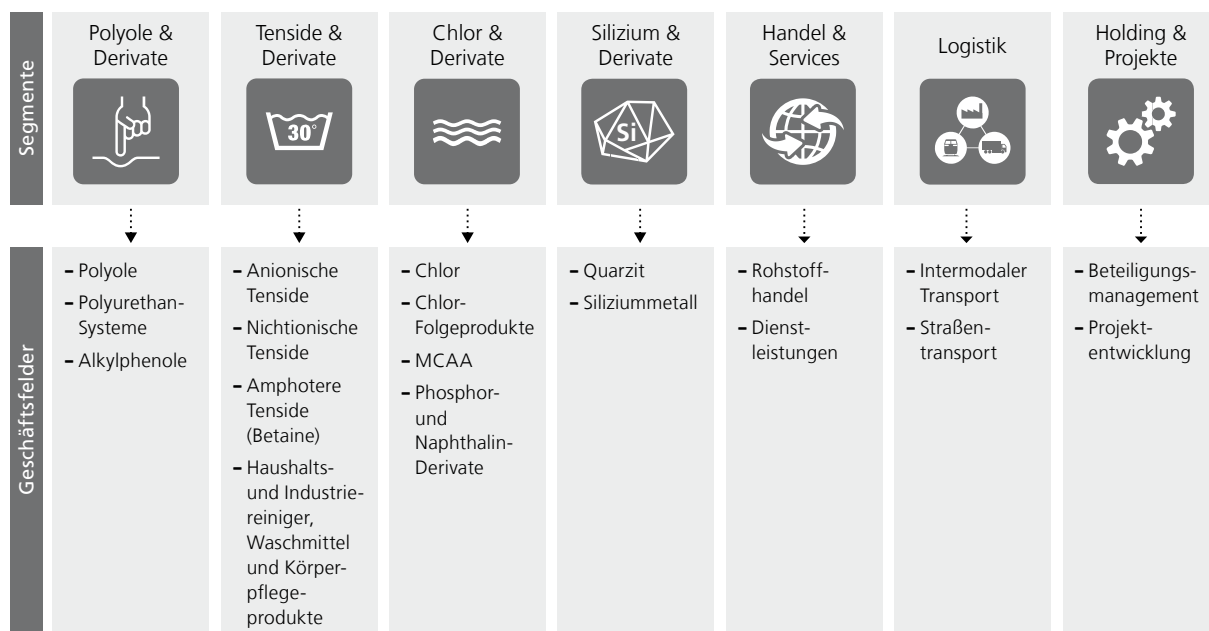 Segmente
Polyole &
Derivate
Tenside &
Derivate
30°
Chlor &
Derivate
Silizium &
Derivate
Si
Handel &
Services
Logistik
Holding &
Projekte
Geschäftsfelder
– Polyole
– Polyurethan-
Systeme
– Alkylphenole
– Anionische
Tenside
– Nichtionische
Tenside
– Amphotere
Tenside
(Betaine)
– Haushalts-
und Industrie-
reiniger,
Waschmittel
und Körper-
pflege-
produkte
– Chlor
– Chlor-
Folgeprodukte
– MCAA
– Phosphor-
und
Naphthalin-
Derivate
– Quarzit
– Siliziummetall
– Rohstoff-
handel
– Dienst-
leistungen
– Intermodaler
Transport
– Straßen-
transport
– Beteiligungs-
management
– Projekt-
entwicklung